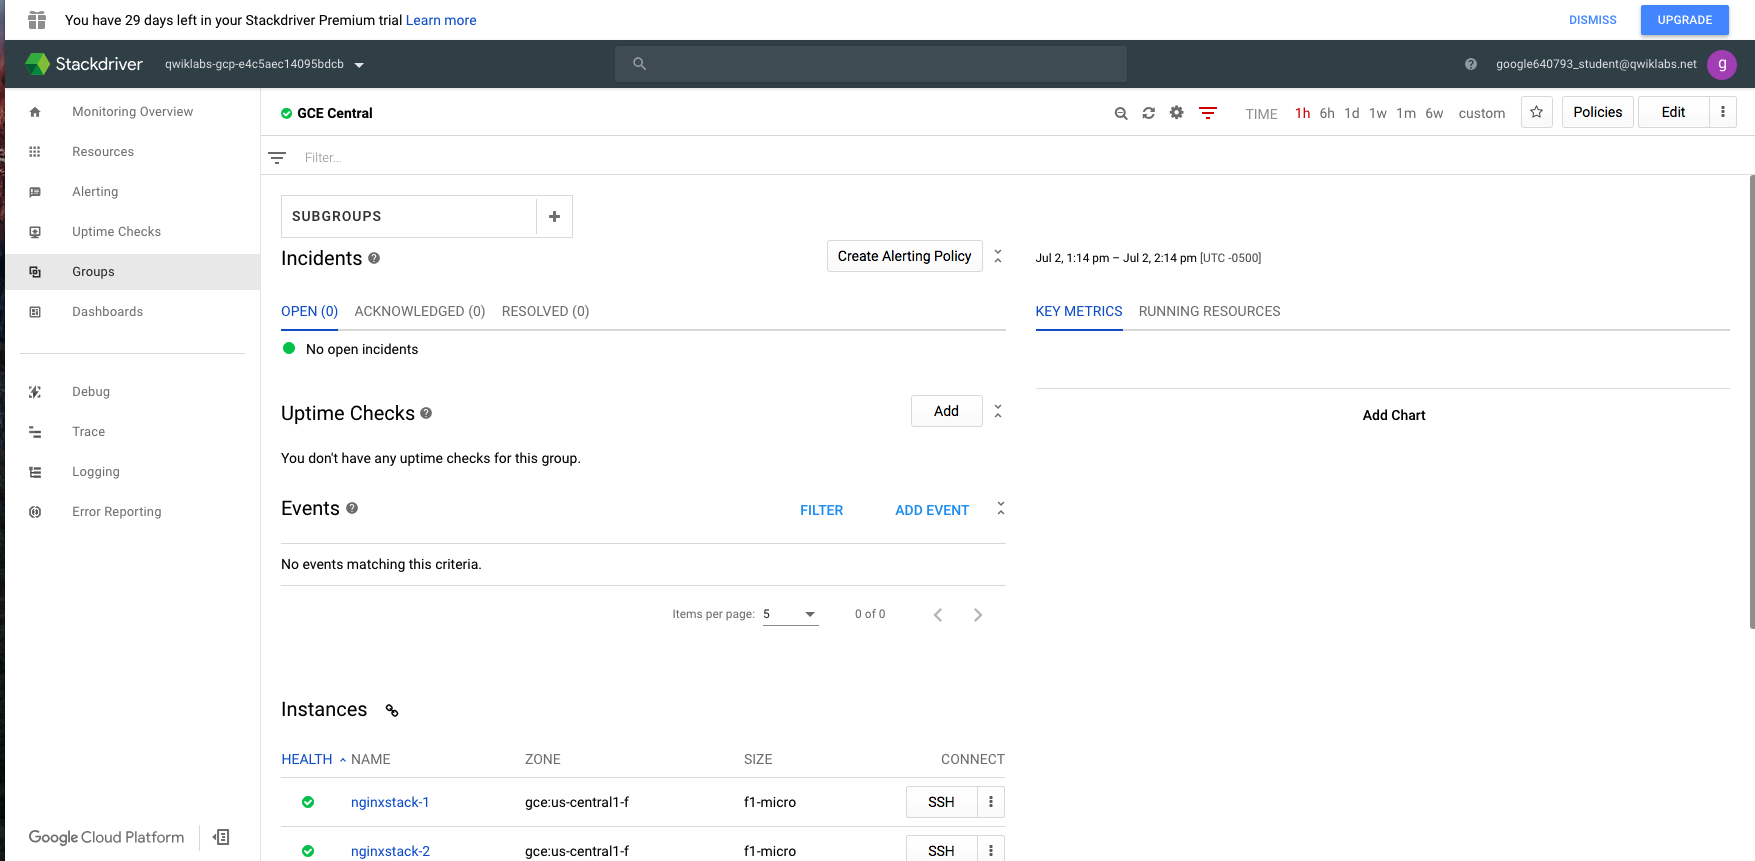 You have 29 days left in your Stackdriver Premium trial Learn more
DISMISS
UPGRADE
Stackdriver
qwiklabs-gcp-e4c5aec14095bdcb
google640793_student@qwiklabs.net
g
Monitoring Overview
Resources
Alerting
Uptime Checks
Groups
Dashboards
Debug
Trace
Logging
Error Reporting
Google Cloud Platform
GCE Central
TIME 1h 6h 1d 1w 1m 6w custom
Policies
Edit
Filter...
SUBGROUPS
Incidents
Create Alerting Policy
OPEN (0) ACKNOWLEDGED (0) RESOLVED (0)
No open incidents
Uptime Checks
Add
You don't have any uptime checks for this group.
Events
FILTER
ADD EVENT
No events matching this criteria.
Items per page: 5
0 of 0
Jul 2, 1:14 pm – Jul 2, 2:14 pm [UTC -0500]
KEY METRICS RUNNING RESOURCES
Add Chart
Instances
HEALTH NAME ZONE SIZE CONNECT
nginxstack-1 gce:us-central1-f f1-micro SSH
nginxstack-2 gce:us-central1-f f1-micro SSH